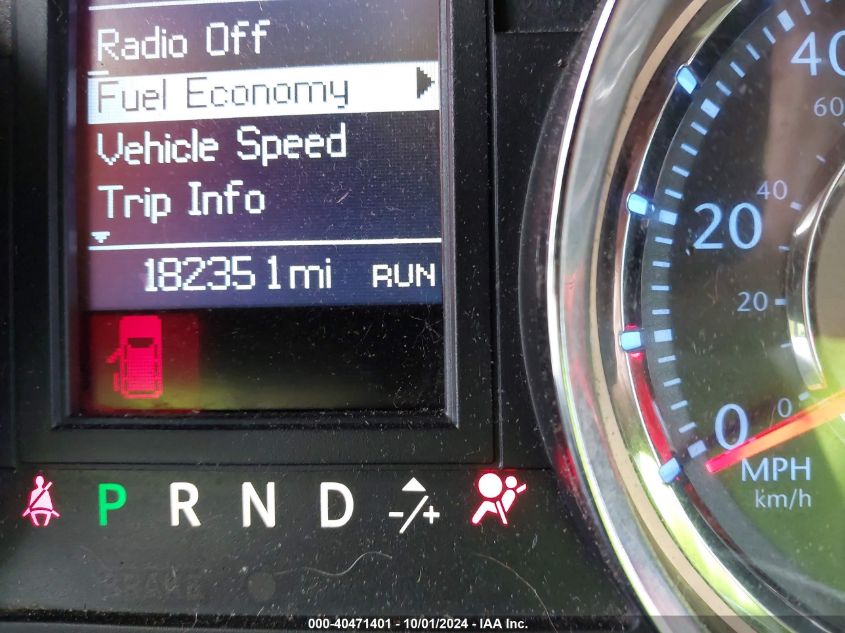 Radio Off
Fuel Economy
Vehicle Speed
Trip Info
182351mi RUN
P R N D -/+
BRAKE
40
60
20
40
20
0
0
MPH
km/h
000-40471401 - 10/01/2024 - IAA Inc.